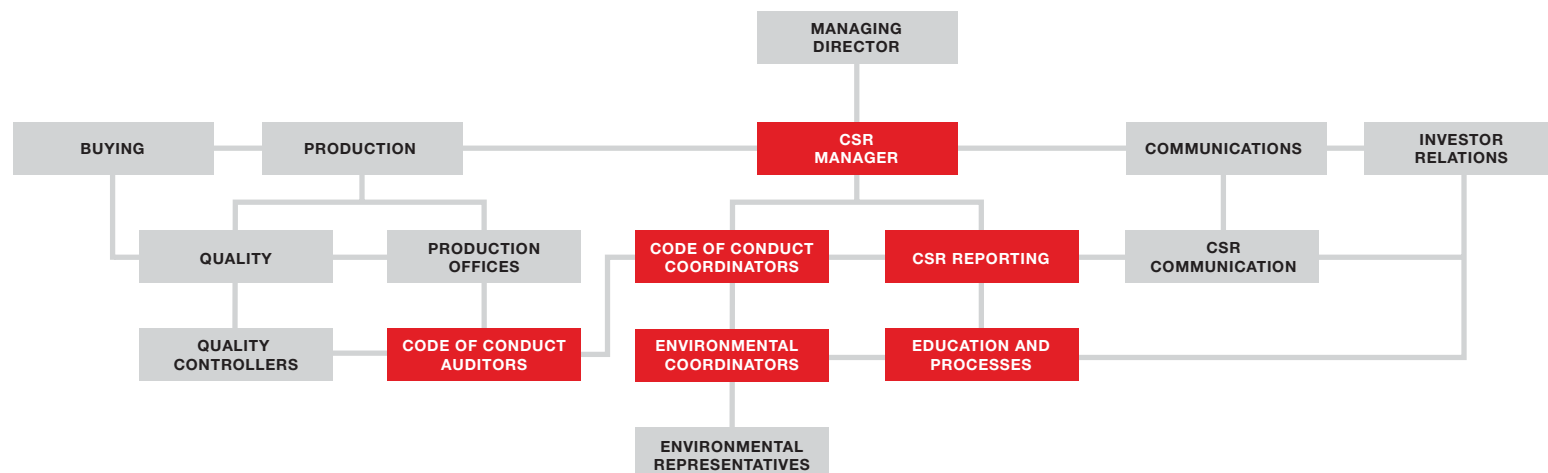 MANAGING
DIRECTOR
BUYING
PRODUCTION
CSR
MANAGER
COMMUNICATIONS
INVESTOR
RELATIONS
QUALITY
PRODUCTION
OFFICES
CODE OF CONDUCT
COORDINATORS
CSR REPORTING
CSR
COMMUNICATION
QUALITY
CONTROLLERS
CODE OF CONDUCT
AUDITORS
ENVIRONMENTAL
COORDINATORS
EDUCATION AND
PROCESSES
ENVIRONMENTAL
REPRESENTATIVES